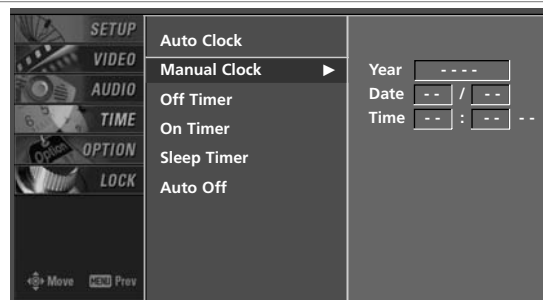 SETUP
VIDEO
AUDIO
TIME
OPTION
LOCK
Move MENU Prev
Auto Clock
Manual Clock ►
Off Timer
On Timer
Sleep Timer
Auto Off
Year - - - -
Date - - / - -
Time - - : - - - -
Option